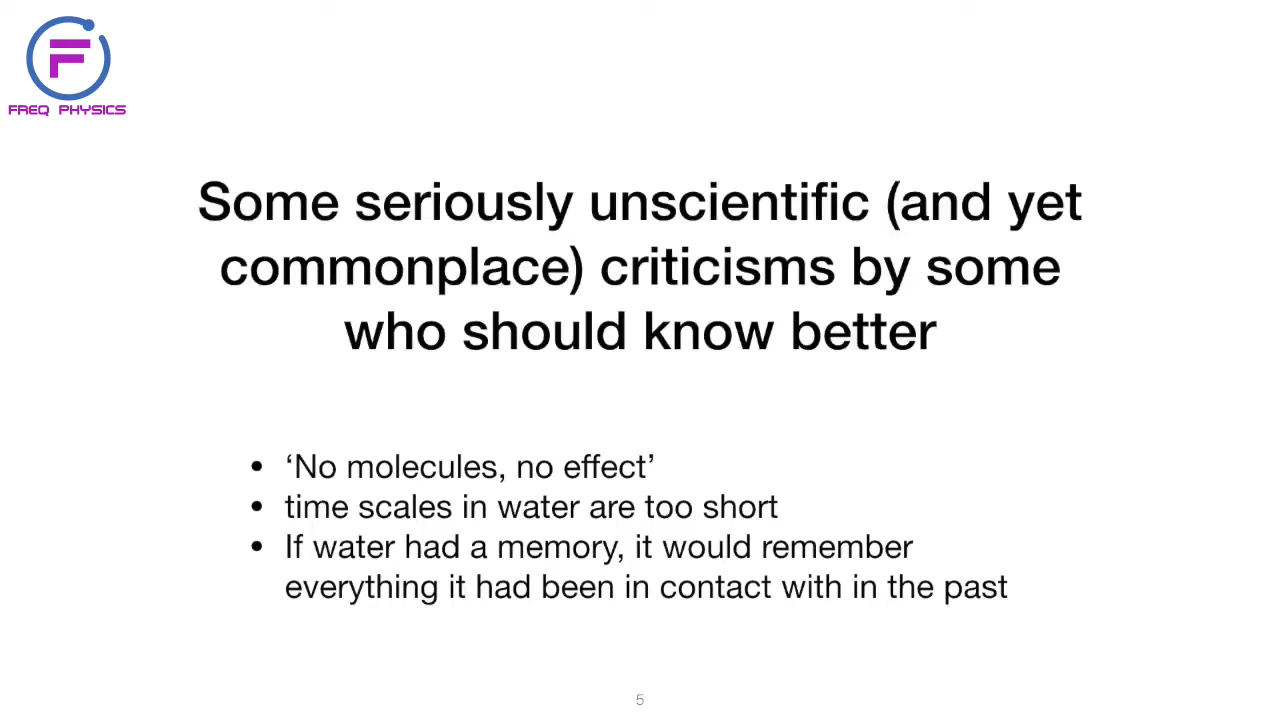 F
FREQ PHYSICS
Some seriously unscientific (and yet
commonplace) criticisms by some
who should know better
• ‘No molecules, no effect’
• time scales in water are too short
• If water had a memory, it would remember
everything it had been in contact with in the past
5